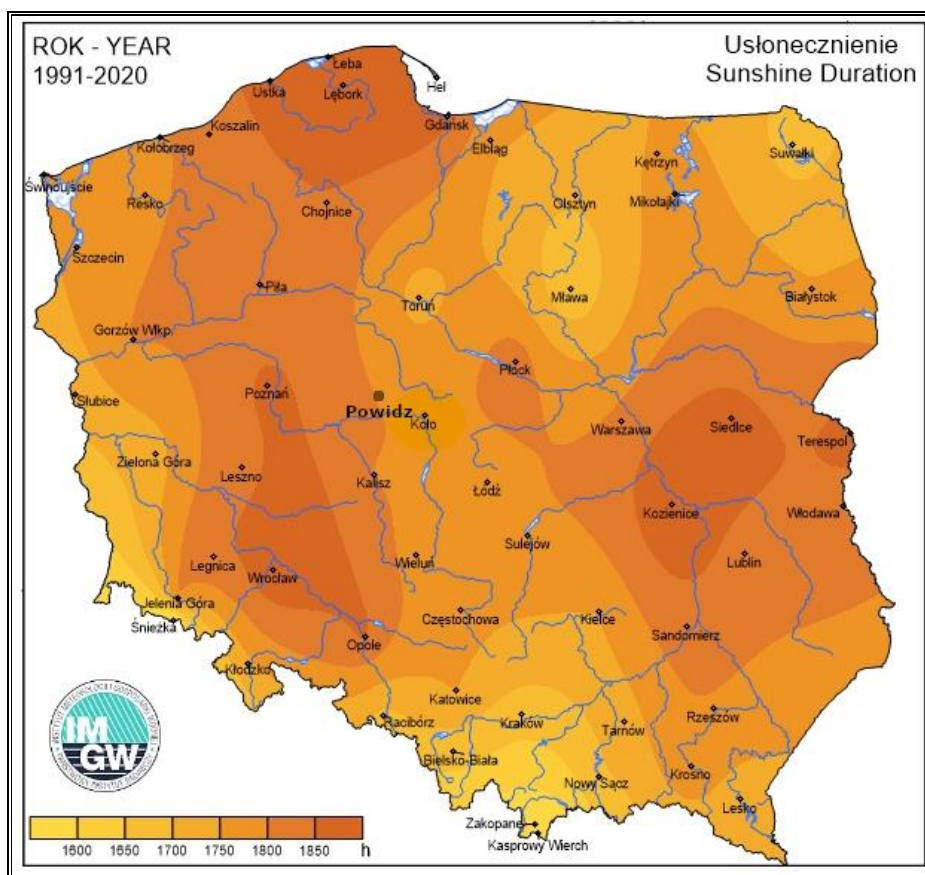 ROK - YEAR
1991-2020
Usłonecznienie
Sunshine Duration
Łeba
Ustka
Lębork
Hel
Gdańsk
Koszalin
Kołobrzeg
Elbląg
Kętrzyn
Suwałki
Świnoujście
Resko
Chojnice
Olsztyn
Mikołajki
Szczecin
Piła
Toruń
Mława
Białystok
Gorzów Wlkp.
Płock
Słubice
Poznań
Powidz
Koło
Warszawa
Siedlce
Terespol
Zielona Góra
Leszno
Kalisz
Łódź
Kozienice
Włodawa
Sulejów
Legnica
Wrocław
Wieluń
Lublin
Jelenia Góra
Śnieżka
Częstochowa
Kielce
Sandomierz
Opole
Kłodzko
Katowice
Racibórz
Kraków
Tarnów
Rzeszów
Bielsko-Biała
Nowy Sącz
Krosno
Lesko
Zakopane
Kasprowy Wierch
IM
GW
1600 1650 1700 1750 1800 1850 h